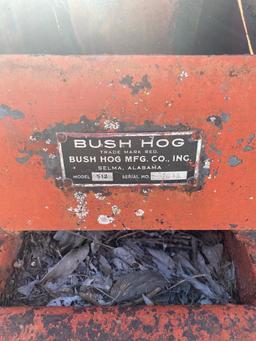 BUSH HOG
TRADE MARK REG.
BUSH HOG MFG. CO., INC.
SELMA, ALABAMA
MODEL 512 SERIAL NO.